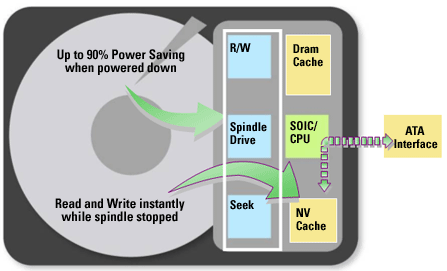 Up to 90% Power Saving
when powered down
R/W
Dram
Cache
Spindle
Drive
SOIC/
CPU
ATA
Interface
Read and Write instantly
while spindle stopped
Seek
NV
Cache